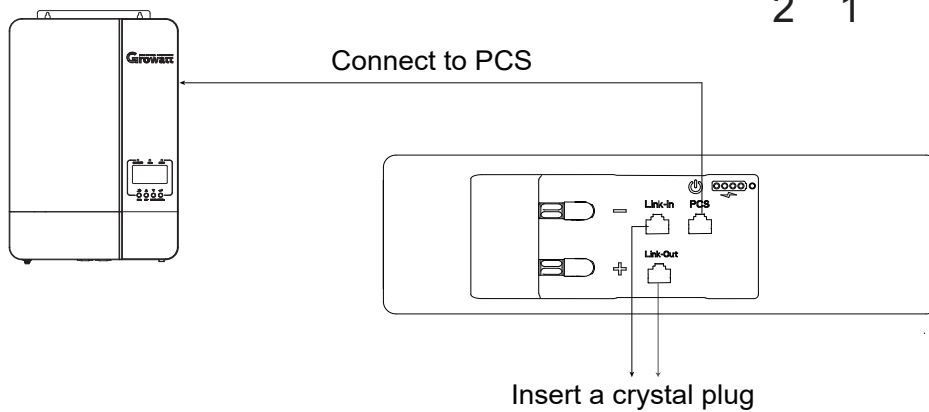 2 1
Growatt
Connect to PCS
Link-in PCS
Link-Out
Insert a crystal plug